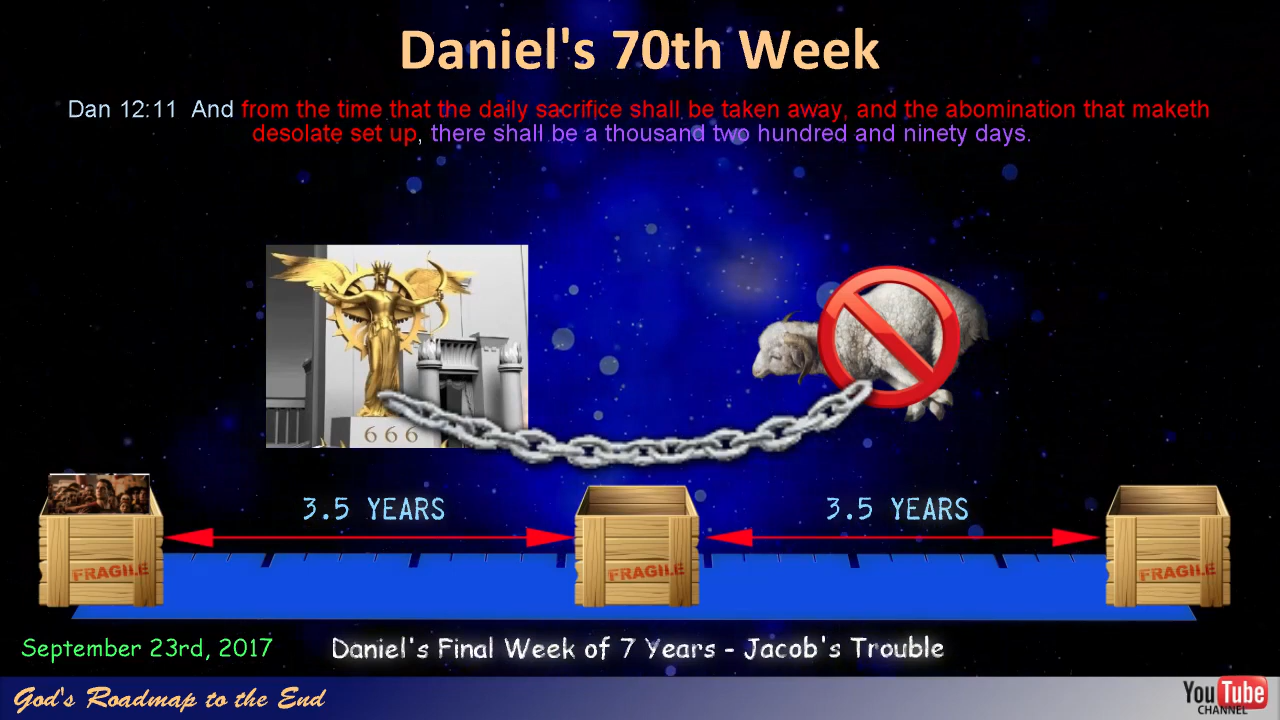 Daniel's 70th Week
Dan 12:11 And from the time that the daily sacrifice shall be taken away, and the abomination that maketh
desolate set up, there shall be a thousand two hundred and ninety days.
666
3.5 YEARS
3.5 YEARS
FRAGILE
FRAGILE
FRAGILE
September 23rd, 2017
Daniel's Final Week of 7 Years - Jacob's Trouble
God's Roadmap to the End
YouTube
CHANNEL